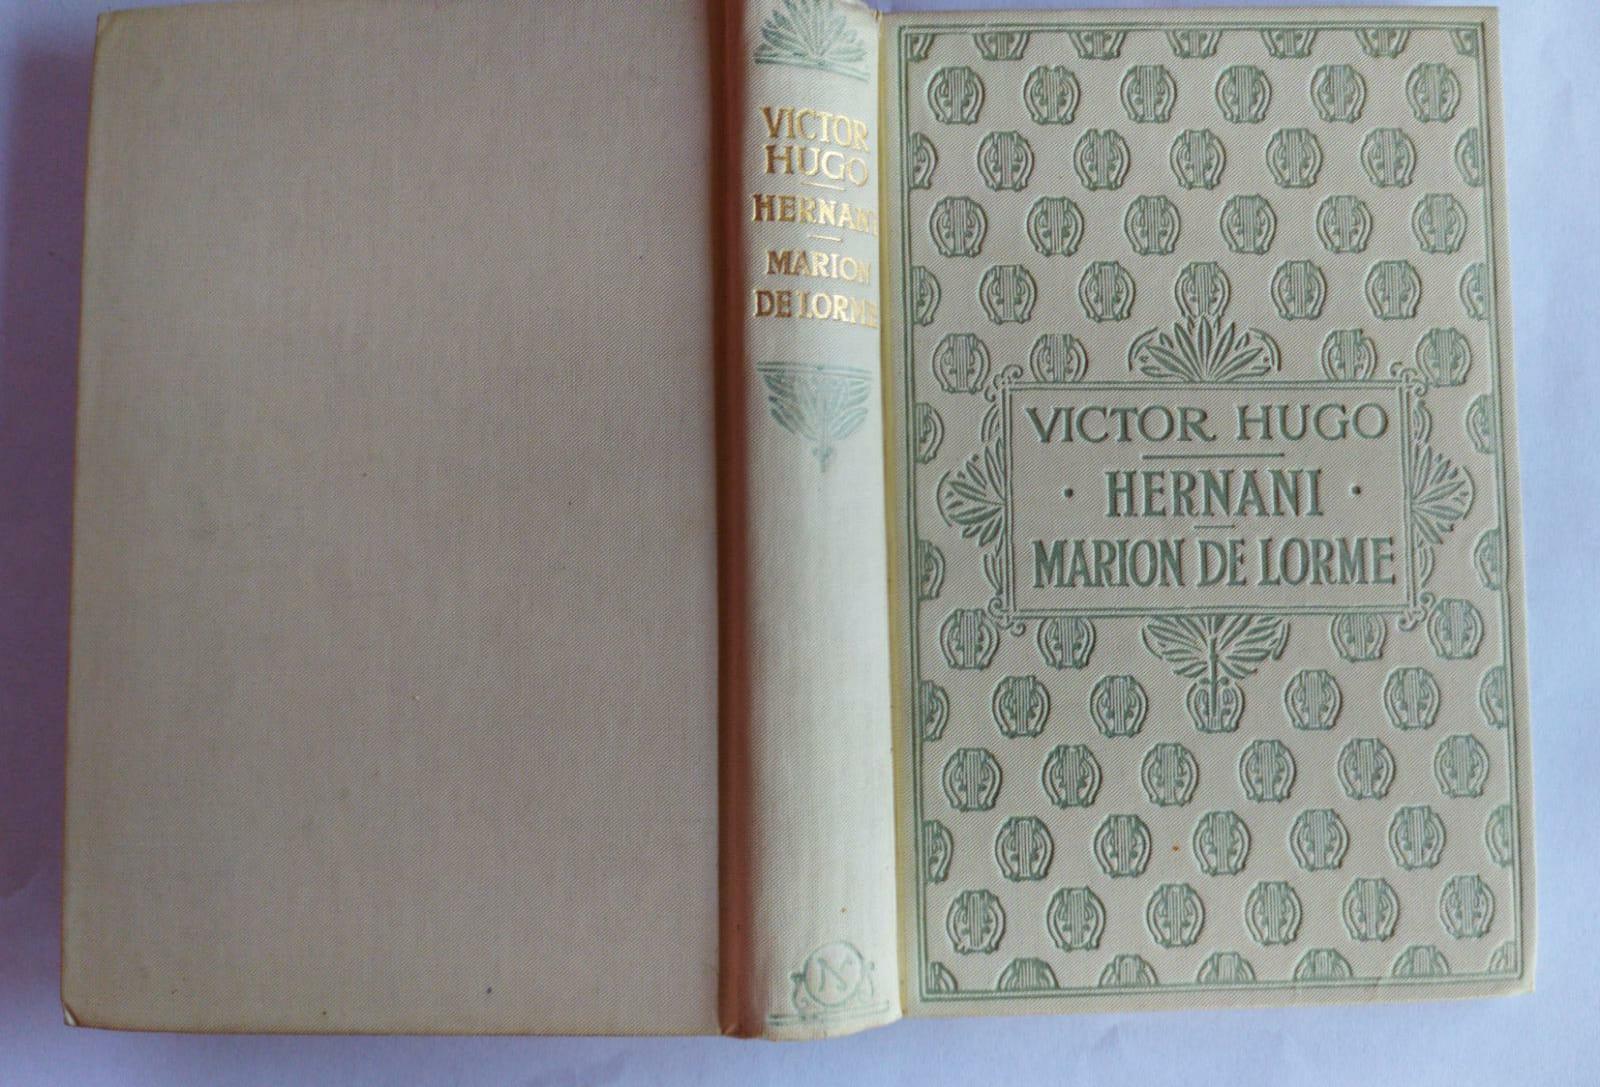 VICTOR
HUGO
HERNANI
MARION
DE LORME
N
VICTOR HUGO
· HERNANI ·
MARION DE LORME